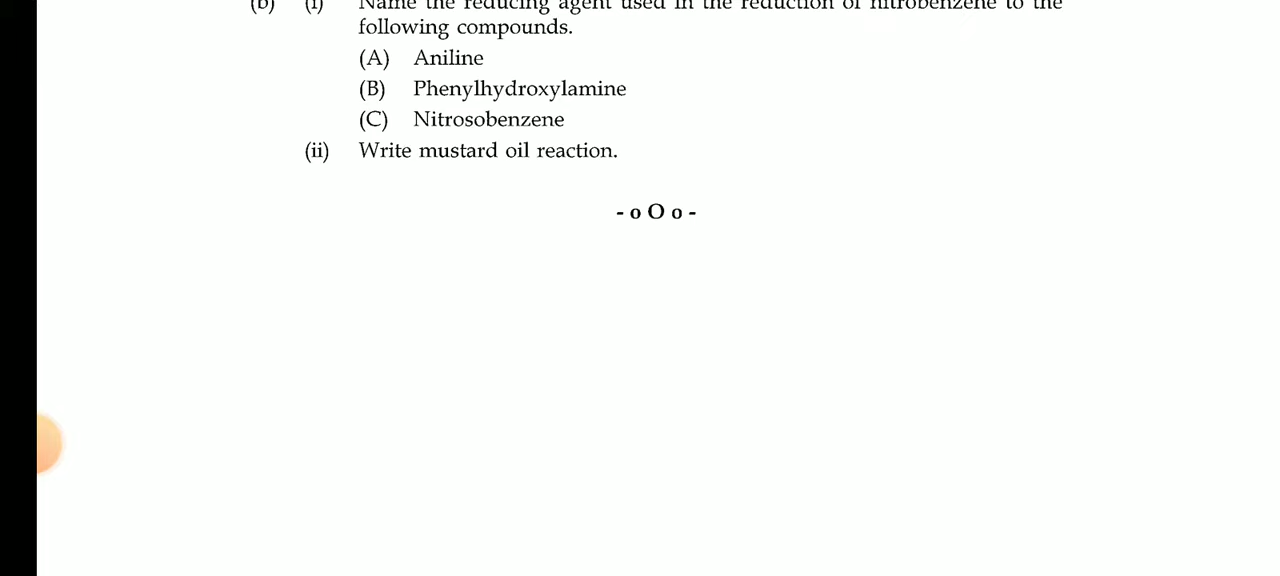 (b) (i) Name the reducing agent used in the reduction of nitrobenzene to the
following compounds.
(A) Aniline
(B) Phenylhydroxylamine
(C) Nitrosobenzene
(ii) Write mustard oil reaction.
- o O o -